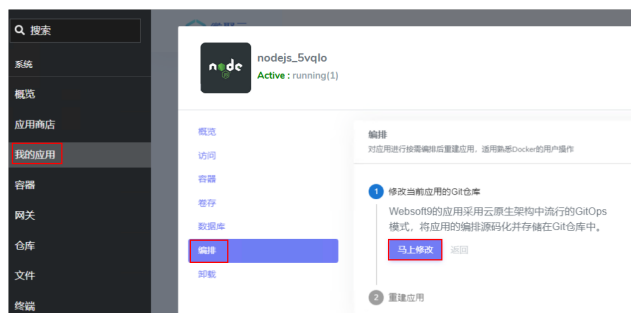 搜索
系统
概览
应用商店
我的应用
容器
网关
仓库
文件
终端
node
nodejs_5vqlo
Active : running(1)
概览
访问
容器
卷存
数据库
编排
卸载
编排
对应用进行按需编排后重建应用，适用熟悉Docker的用户操作
1 修改当前应用的Git仓库
Websoft9的应用采用云原生架构中流行的GitOps
模式，将应用的编排源码化并存储在Git仓库中。
马上修改 返回
2 重建应用